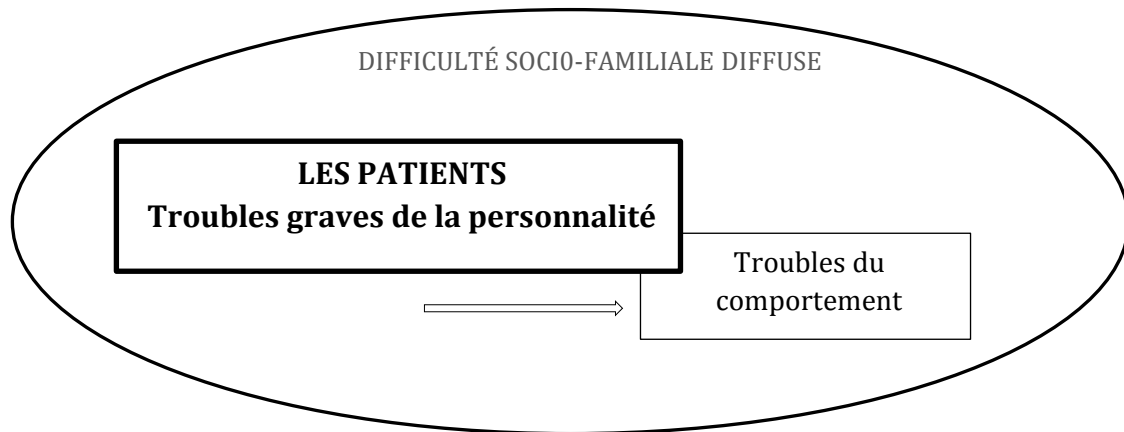 DIFFICULTÉ SOCI0-FAMILIALE DIFFUSE
LES PATIENTS
Troubles graves de la personnalité
Troubles du
comportement